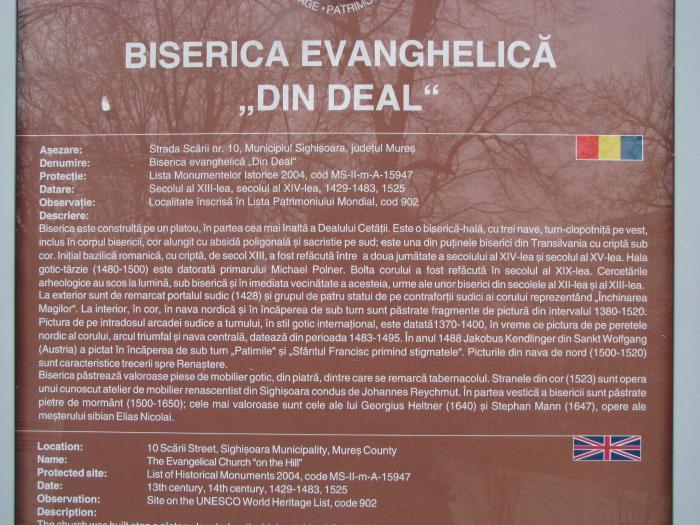 • PATRIMO
BISERICA EVANGHELICĂ
„DIN DEAL“
Așezare: Strada Scării nr. 10, Municipiul Sighișoara, județul Mureș
Denumire: Biserica evanghelică „Din Deal“
Protecție: Lista Monumentelor Istorice 2004, cod MS-II-m-A-15947
Datare: Secolul al XIII-lea, secolul al XIV-lea, 1429-1483, 1525
Observație: Localitate înscrisă în Lista Patrimoniului Mondial, cod 902
Descriere:
Biserica este construită pe un platou, în partea cea mai înaltă a Dealului Cetății. Este o biserică-hală, cu trei nave, turn-clopotniță pe vest,
inclus în corpul bisericii, cor alungit cu absidă poligonală și sacristie pe sud; este una din puținele biserici din Transilvania cu criptă sub
cor. Inițial bazilică romanică, cu criptă, de secol XIII, a fost refăcută între a doua jumătate a secolului al XIV-lea și secolul al XV-lea. Hala
gotic-târzie (1480-1500) este datorată primarului Michael Polner. Bolta corului a fost refăcută în secolul al XIX-lea. Cercetările
arheologice au scos la lumină, sub biserică și în imediata vecinătate a acesteia, urme ale unor biserici din secolele al XII-lea și al XIII-lea.
La exterior sunt de remarcat portalul sudic (1428) și grupul de patru statui de pe contraforții sudici ai corului reprezentând „Închinarea
Magilor“. La interior, în cor, în nava nordică și în încăperea de sub turn sunt păstrate fragmente de pictură din intervalul 1380-1520.
Pictura de pe intradosul arcadei sudice a turnului, în stil gotic internațional, este datată1370-1400, în vreme ce pictura de pe peretele
nordic al corului, arcul triumfal și nava centrală, datează din perioada 1483-1495. În anul 1488 Jakobus Kendlinger din Sankt Wolfgang
(Austria) a pictat în încăperea de sub turn „Patimile“ și „Sfântul Francisc primind stigmatele“. Picturile din nava de nord (1500-1520)
sunt caracteristice trecerii spre Renaștere.
Biserica păstrează valoroase piese de mobilier gotic, din piatră, dintre care se remarcă tabernacolul. Stranele din cor (1523) sunt opera
unui cunoscut atelier de mobilier renascentist din Sighișoara condus de Johannes Reychmut. În partea vestică a bisericii sunt păstrate
pietre de mormânt (1500-1650); cele mai valoroase sunt cele ale lui Georgius Heltner (1640) și Stephan Mann (1647), opere ale
meșterului sibian Elias Nicolai.
Location: 10 Scării Street, Sighișoara Municipality, Mureș County
Name: The Evangelical Church “on the Hill”
Protected site: List of Historical Monuments 2004, code MS-II-m-A-15947
Date: 13th century, 14th century, 1429-1483, 1525
Observation: Site on the UNESCO World Heritage List, code 902
Description: